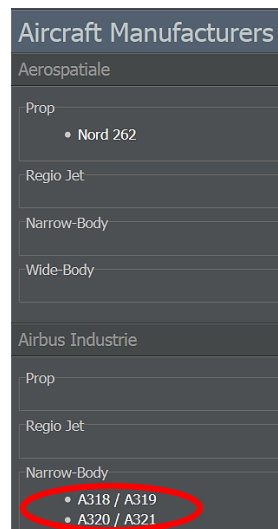 Aircraft Manufacturers
Aerospatiale
Prop
Nord 262
Regio Jet
Narrow-Body
Wide-Body
Airbus Industrie
Prop
Regio Jet
Narrow-Body
A318 / A319
A320 / A321